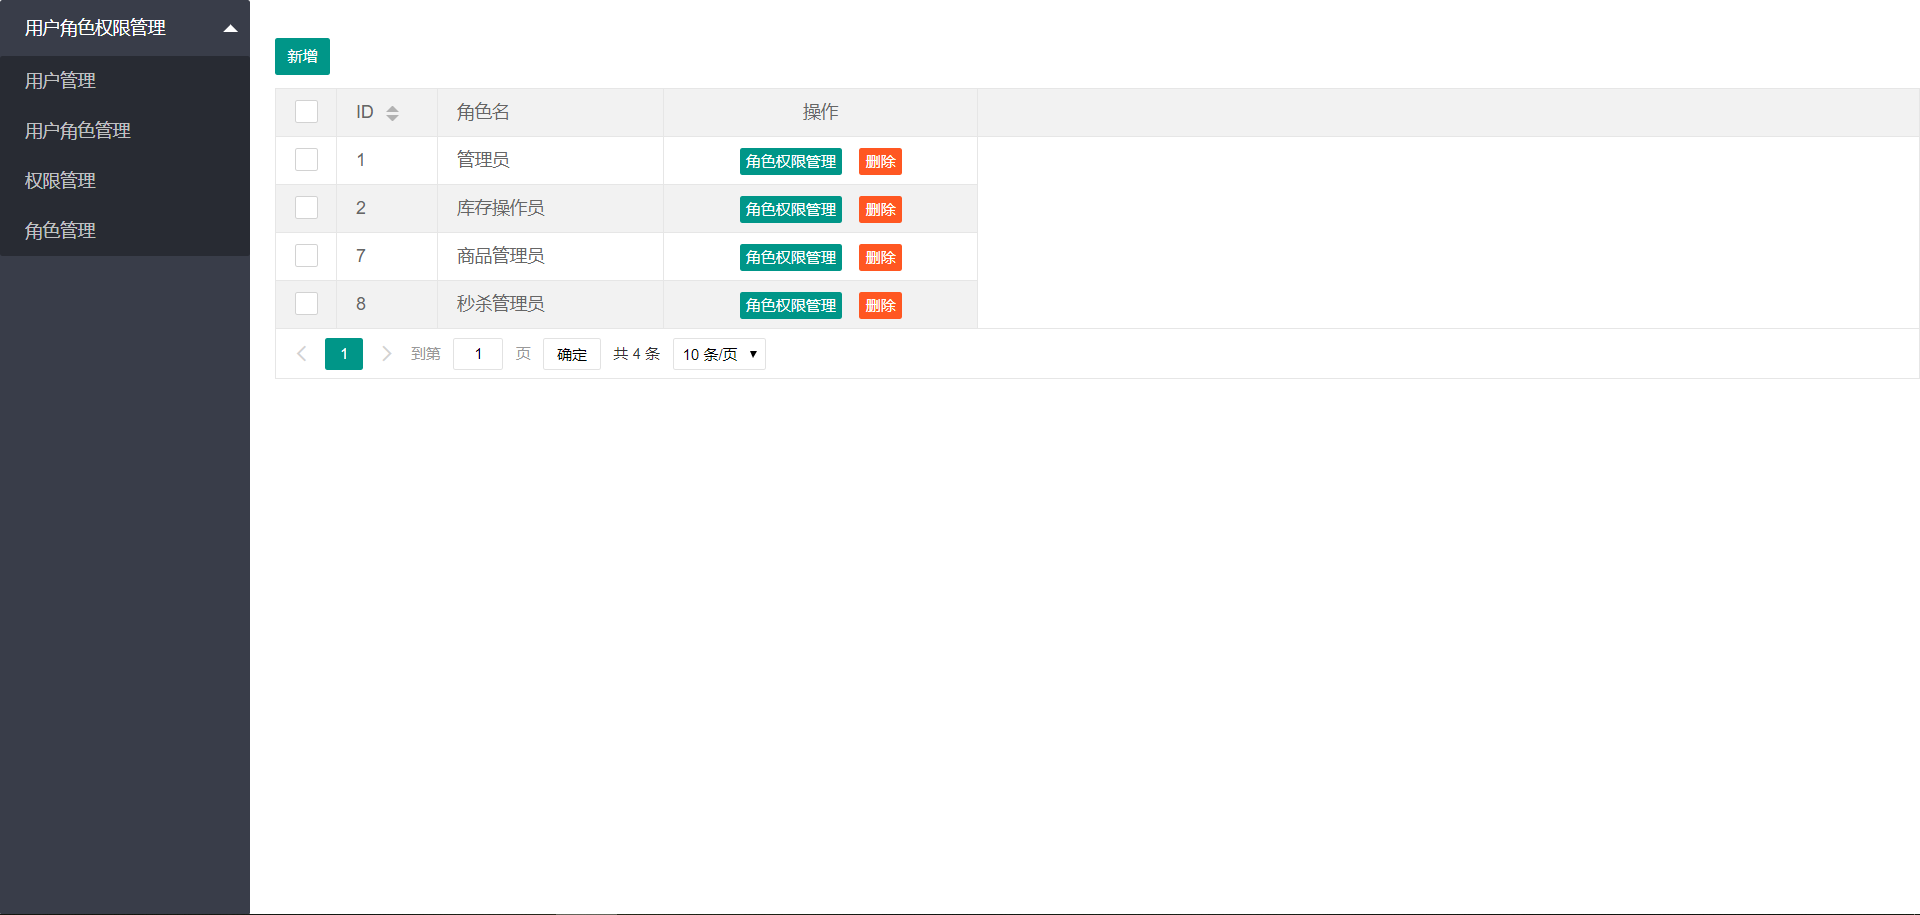 用户角色权限管理
用户管理
用户角色管理
权限管理
角色管理
新增
ID 角色名 操作
1 管理员 角色权限管理 删除
2 库存操作员 角色权限管理 删除
7 商品管理员 角色权限管理 删除
8 秒杀管理员 角色权限管理 删除
1 到第 1 页 确定 共 4 条 10 条/页